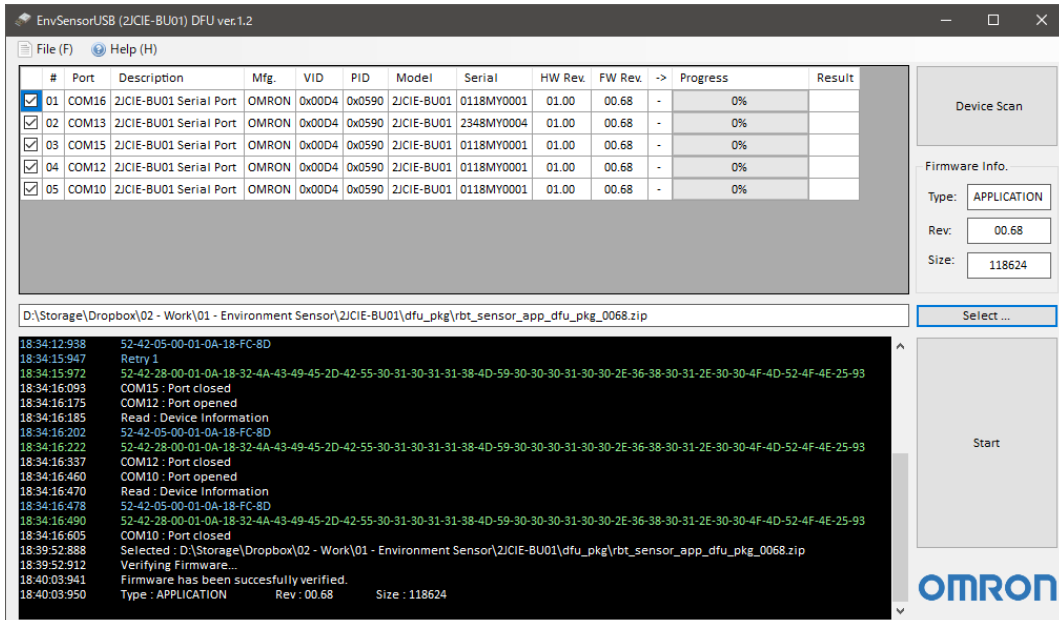 EnvSensorUSB (2JCIE-BU01) DFU ver.1.2
File (F) Help (H)
# Port Description Mfg. VID PID Model Serial HW Rev. FW Rev. -> Progress Result
01 COM16 2JCIE-BU01 Serial Port OMRON 0x00D4 0x0590 2JCIE-BU01 0118MY0001 01.00 00.68 - 0%
02 COM13 2JCIE-BU01 Serial Port OMRON 0x00D4 0x0590 2JCIE-BU01 2348MY0004 01.00 00.68 - 0%
03 COM15 2JCIE-BU01 Serial Port OMRON 0x00D4 0x0590 2JCIE-BU01 0118MY0001 01.00 00.68 - 0%
04 COM12 2JCIE-BU01 Serial Port OMRON 0x00D4 0x0590 2JCIE-BU01 0118MY0001 01.00 00.68 - 0%
05 COM10 2JCIE-BU01 Serial Port OMRON 0x00D4 0x0590 2JCIE-BU01 0118MY0001 01.00 00.68 - 0%
Device Scan
Firmware Info.
Type: APPLICATION
Rev: 00.68
Size: 118624
D:\Storage\Dropbox\02 - Work\01 - Environment Sensor\2JCIE-BU01\dfu_pkg\rbt_sensor_app_dfu_pkg_0068.zip
Select ...
18:34:12:938 52-42-05-00-01-0A-18-FC-8D
18:34:15:947 Retry 1
18:34:15:972 52-42-28-00-01-0A-18-32-4A-43-49-45-2D-42-55-30-31-30-31-31-38-4D-59-30-30-30-31-30-30-2E-36-38-30-31-2E-30-30-4F-4D-52-4F-4E-25-93
18:34:16:093 COM15 : Port closed
18:34:16:175 COM12 : Port opened
18:34:16:185 Read : Device Information
18:34:16:202 52-42-05-00-01-0A-18-FC-8D
18:34:16:222 52-42-28-00-01-0A-18-32-4A-43-49-45-2D-42-55-30-31-30-31-31-38-4D-59-30-30-30-31-30-30-2E-36-38-30-31-2E-30-30-4F-4D-52-4F-4E-25-93
18:34:16:337 COM12 : Port closed
18:34:16:460 COM10 : Port opened
18:34:16:470 Read : Device Information
18:34:16:478 52-42-05-00-01-0A-18-FC-8D
18:34:16:490 52-42-28-00-01-0A-18-32-4A-43-49-45-2D-42-55-30-31-30-31-31-38-4D-59-30-30-30-31-30-30-2E-36-38-30-31-2E-30-30-4F-4D-52-4F-4E-25-93
18:34:16:605 COM10 : Port closed
18:39:52:888 Selected : D:\Storage\Dropbox\02 - Work\01 - Environment Sensor\2JCIE-BU01\dfu_pkg\rbt_sensor_app_dfu_pkg_0068.zip
18:39:52:912 Verifying Firmware...
18:40:03:941 Firmware has been succesfully verified.
18:40:03:950 Type : APPLICATION Rev : 00.68 Size : 118624
Start
OMRON